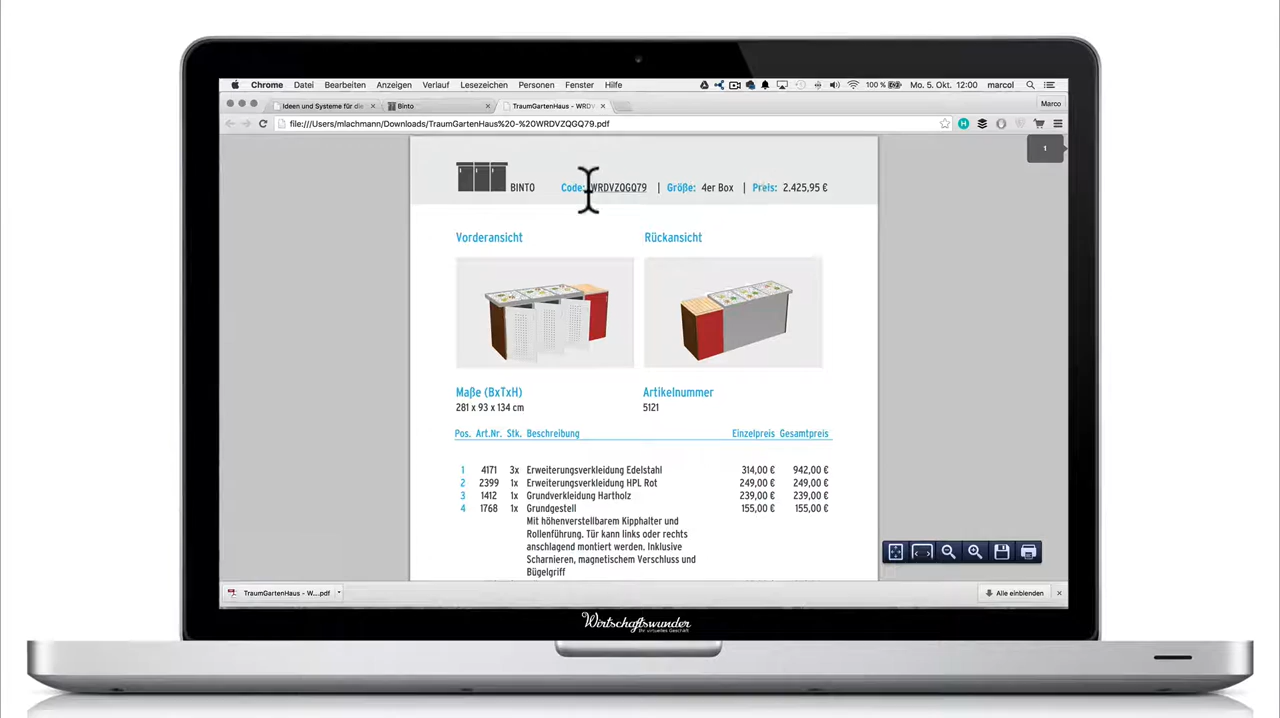 Chrome Datei Bearbeiten Anzeigen Verlauf Lesezeichen Personen Fenster Hilfe 100 % Mo. 5. Okt. 12:00 marcol
Ideen und Systeme für die Binto TraumGartenHaus - WRDV Marco
file:///Users/mlachmann/Downloads/TraumGartenHaus%20-%20WRDVZQGQ79.pdf
1
BINTO Code: WRDVZQGQ79 | Größe: 4er Box | Preis: 2.425,95 €
Vorderansicht Rückansicht
Maße (BxTxH) Artikelnummer
281 x 93 x 134 cm 5121
Pos. Art.Nr. Stk. Beschreibung Einzelpreis Gesamtpreis
1 4171 3x Erweiterungsverkleidung Edelstahl 314,00 € 942,00 €
2 2399 1x Erweiterungsverkleidung HPL Rot 249,00 € 249,00 €
3 1412 1x Grundverkleidung Hartholz 239,00 € 239,00 €
4 1768 1x Grundgestell 155,00 € 155,00 €
Mit höhenverstellbarem Kipphalter und
Rollenführung. Tür kann links oder rechts
anschlagend montiert werden. Inklusive
Scharnieren, magnetischem Verschluss und
Bügelgriff
TraumGartenHaus - W....pdf Alle einblenden
Wirtschaftswunder
Ihr virtuelles Geschäft